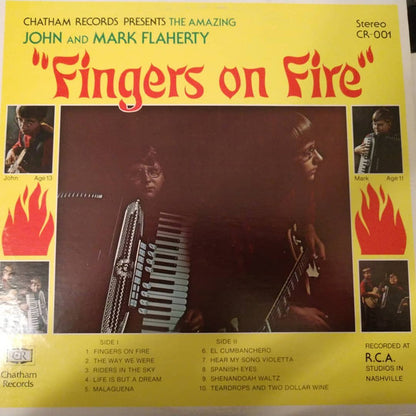 CHATHAM RECORDS PRESENTS THE AMAZING
JOHN AND MARK FLAHERTY
Stereo
CR-001
"Fingers on Fire"
John Age 13
Mark Age 11
SIDE I
1. FINGERS ON FIRE
2. THE WAY WE WERE
3. RIDERS IN THE SKY
4. LIFE IS BUT A DREAM
5. MALAGUENA
SIDE II
6. EL CUMBANCHERO
7. HEAR MY SONG VIOLETTA
8. SPANISH EYES
9. SHENANDOAH WALTZ
10. TEARDROPS AND TWO DOLLAR WINE
CR
Chatham
Records
RECORDED AT
R.C.A.
STUDIOS IN
NASHVILLE